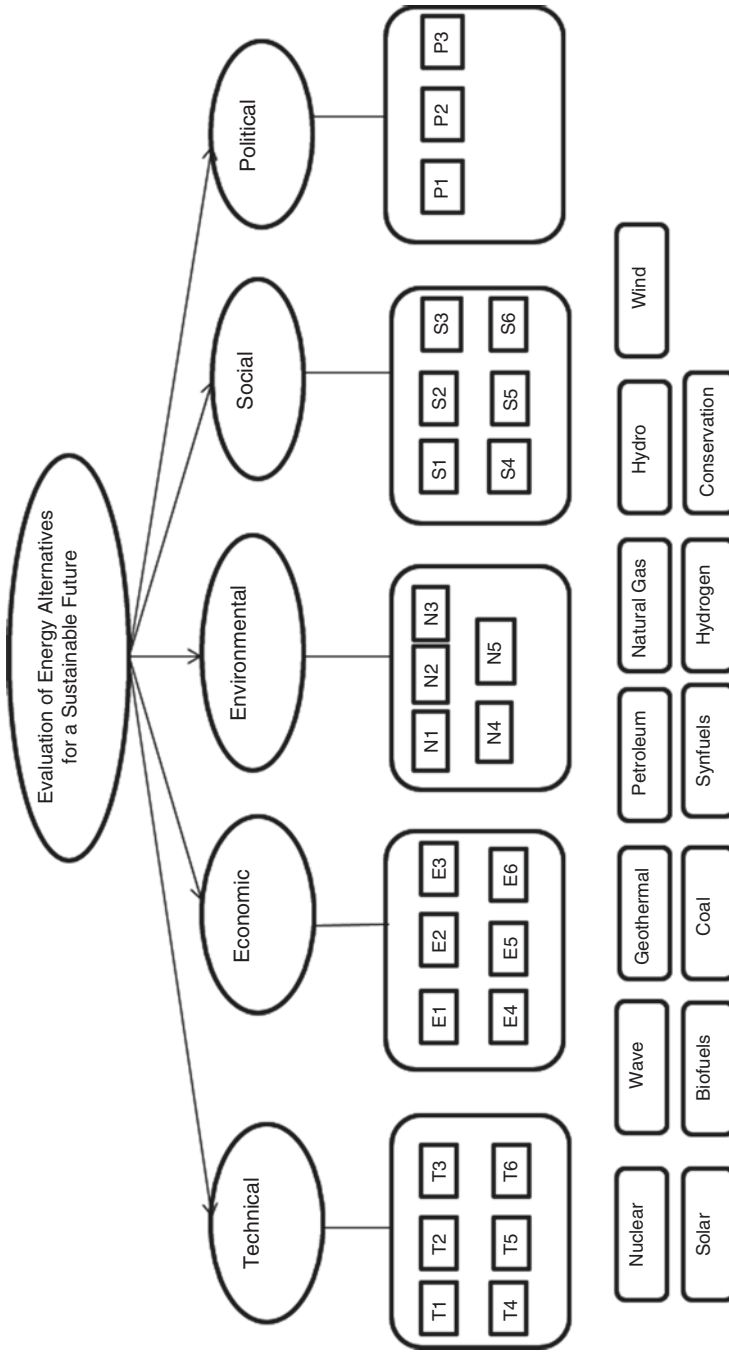 Evaluation of Energy Alternatives
for a Sustainable Future
Technical
Economic
Environmental
Social
Political
T1 T2 T3
T4 T5 T6
E1 E2 E3
E4 E5 E6
N1 N2 N3
N4 N5
S1 S2 S3
S4 S5 S6
P1 P2 P3
Nuclear
Wave
Geothermal
Petroleum
Natural Gas
Hydro
Wind
Solar
Biofuels
Coal
Synfuels
Hydrogen
Conservation